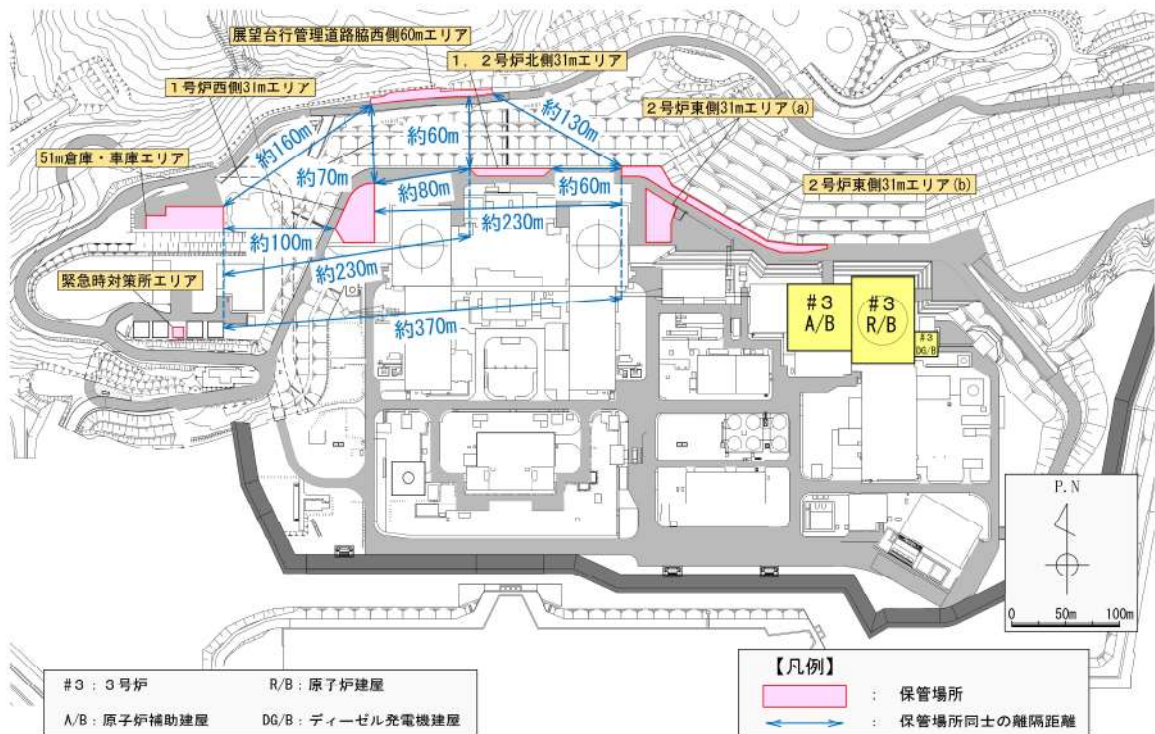 展望台行管理道路脇西側60mエリア
1，2号炉北側31mエリア
1号炉西側31mエリア
2号炉東側31mエリア(a)
51m倉庫・車庫エリア
2号炉東側31mエリア(b)
緊急時対策所エリア
約160m
約60m
約130m
約70m
約80m
約60m
約100m
約230m
約230m
約370m
#3
A/B
#3
R/B
#3
DG/B
P.N
0 50m 100m
#3：3号炉 R/B：原子炉建屋
A/B：原子炉補助建屋 DG/B：ディーゼル発電機建屋
【凡例】
： 保管場所
： 保管場所同士の離隔距離